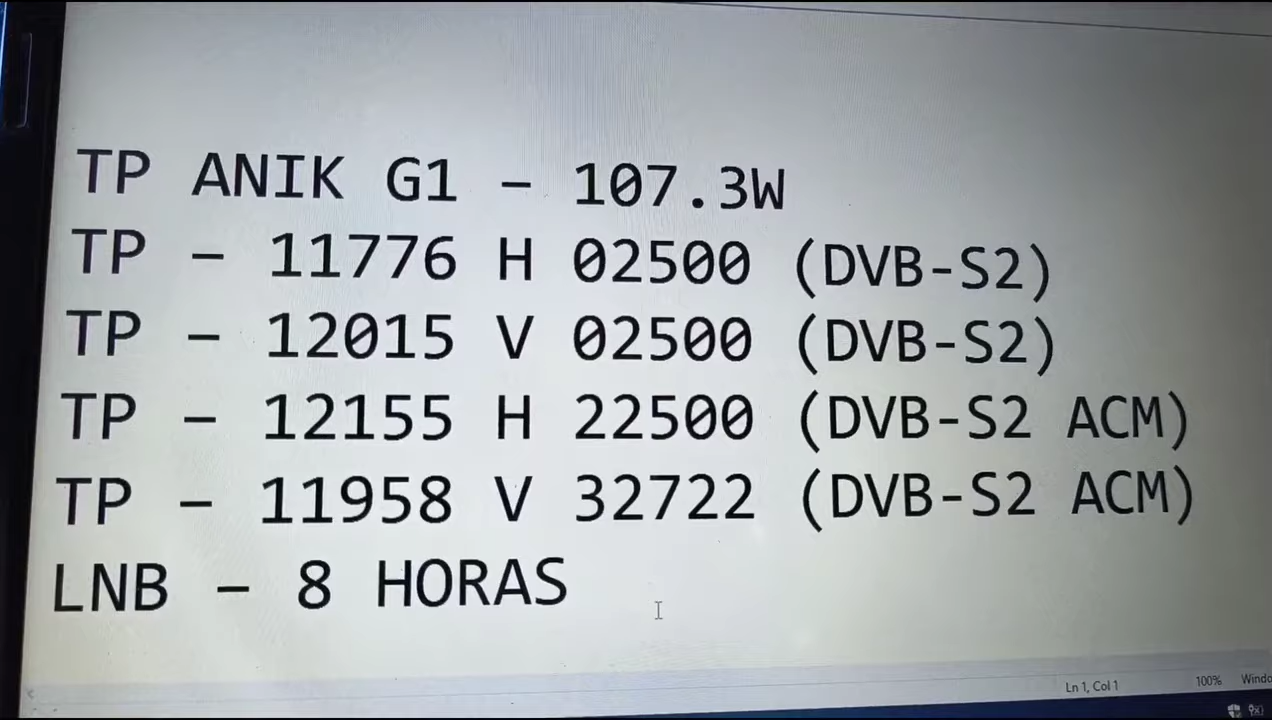 TP ANIK G1 - 107.3W
TP - 11776 H 02500 (DVB-S2)
TP - 12015 V 02500 (DVB-S2)
TP - 12155 H 22500 (DVB-S2 ACM)
TP - 11958 V 32722 (DVB-S2 ACM)
LNB - 8 HORAS
Ln 1, Col 1 100% Windo